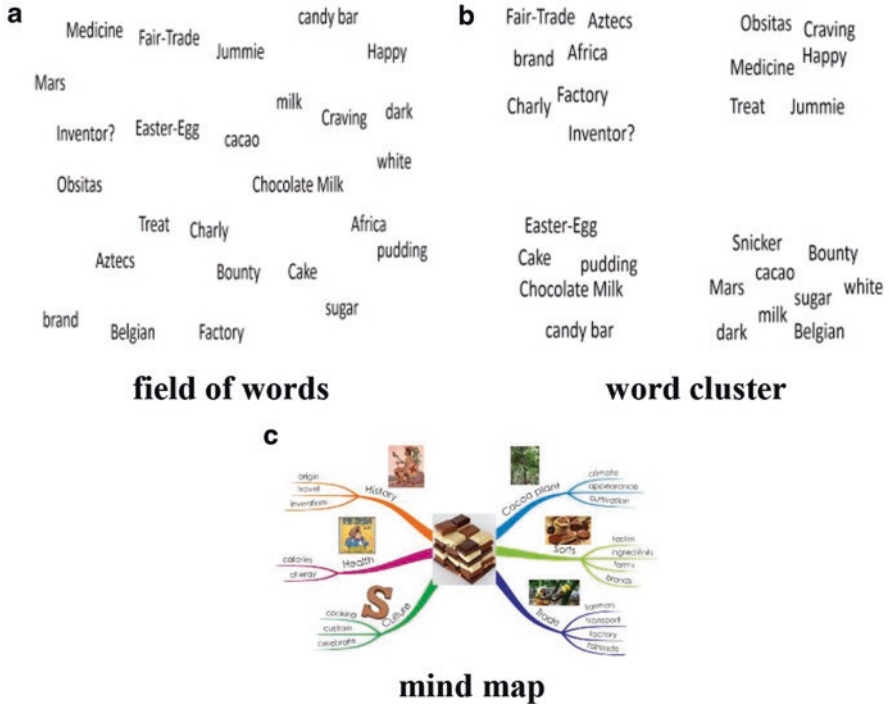 a
candy bar
Medicine
Fair-Trade
Jummie
Happy
Mars
milk
Craving
dark
Inventor?
Easter-Egg
cacao
white
Obsitas
Chocolate Milk
Treat
Charly
Africa
pudding
Aztecs
Bounty
Cake
sugar
brand
Belgian
Factory
field of words
b
Fair-Trade
Aztecs
brand
Africa
Charly
Factory
Inventor?
Obsitas
Craving
Happy
Medicine
Treat
Jummie
Easter-Egg
Cake
pudding
Chocolate Milk
candy bar
Snicker
Bounty
cacao
Mars
sugar
white
milk
dark
Belgian
word cluster
c
origin
travel
inventions
History
calories
allergy
Health
cooking
custom
celebrate
Culture
S
Cocoa plant
climate
appearance
cultivation
Sorts
tastes
forms
brands
Trade
farmers
transport
factory
mind map